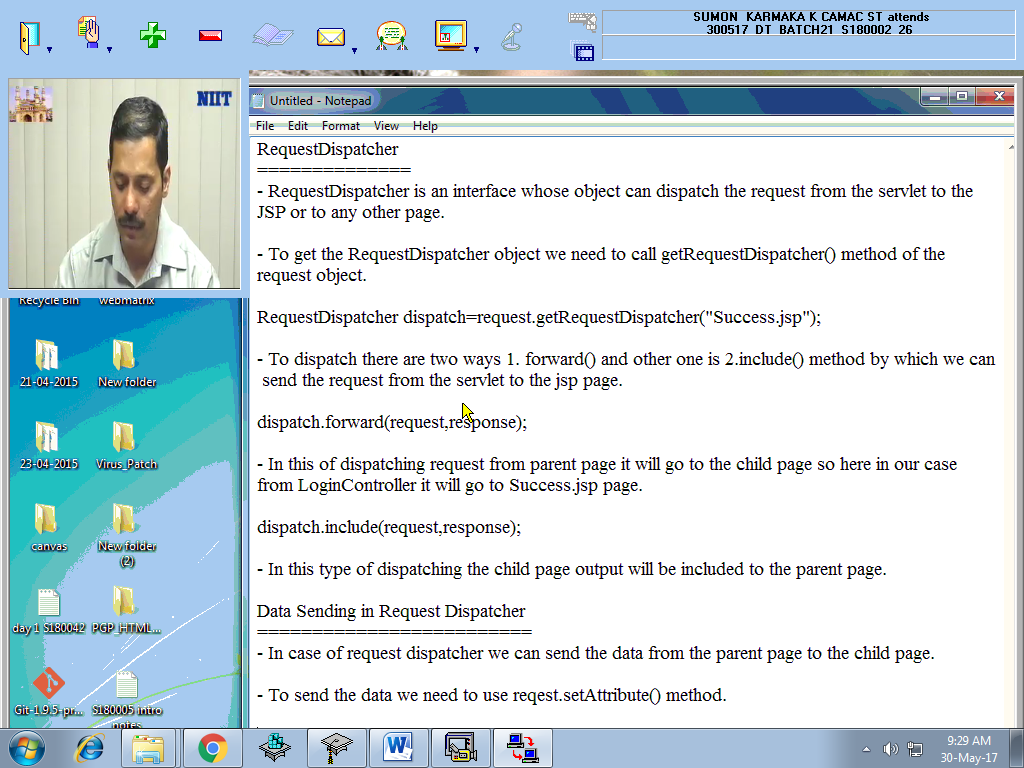 SUMON KARMAKA K CAMAC ST attends
300517_DT_BATCH21_S180002_26
NIIT
Untitled - Notepad
File Edit Format View Help
RequestDispatcher
==============
- RequestDispatcher is an interface whose object can dispatch the request from the servlet to the
JSP or to any other page.
- To get the RequestDispatcher object we need to call getRequestDispatcher() method of the
request object.
RequestDispatcher dispatch=request.getRequestDispatcher("Success.jsp");
- To dispatch there are two ways 1. forward() and other one is 2.include() method by which we can
send the request from the servlet to the jsp page.
dispatch.forward(request,response);
- In this of dispatching request from parent page it will go to the child page so here in our case
from LoginController it will go to Success.jsp page.
dispatch.include(request,response);
- In this type of dispatching the child page output will be included to the parent page.
Data Sending in Request Dispatcher
=========================
- In case of request dispatcher we can send the data from the parent page to the child page.
- To send the data we need to use reqest.setAttribute() method.
Recycle Bin webmatrix
21-04-2015 New folder
23-04-2015 Virus_Patch
canvas New folder
(2)
day 1 S180042 PGP_HTML...
Git-1.9.5-pr... S180005 intro
notes
9:29 AM
30-May-17